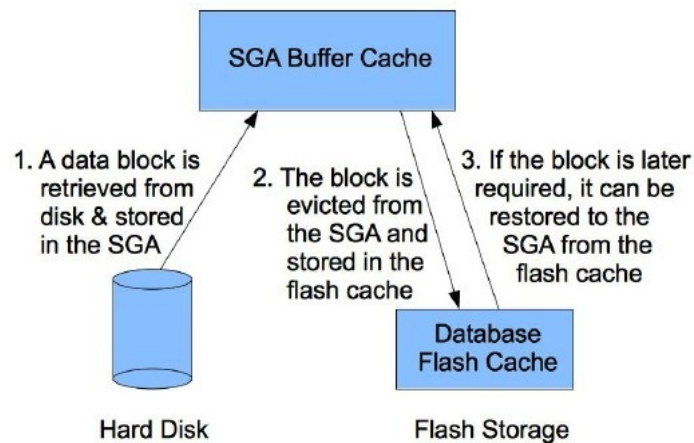 SGA Buffer Cache
1. A data block is
retrieved from
disk & stored
in the SGA
2. The block is
evicted from
the SGA and
stored in the
flash cache
3. If the block is later
required, it can be
restored to the
SGA from the
flash cache
Database
Flash Cache
Hard Disk
Flash Storage